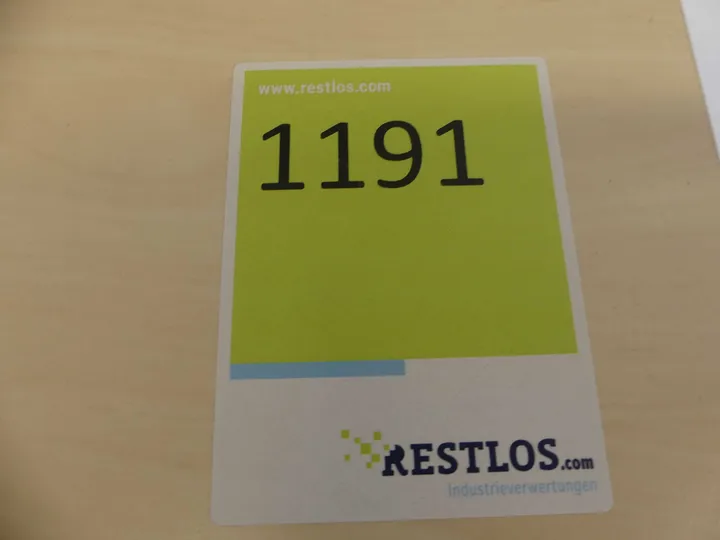 www.restlos.com
1191
RESTLOS.com
Industrieverwertungen